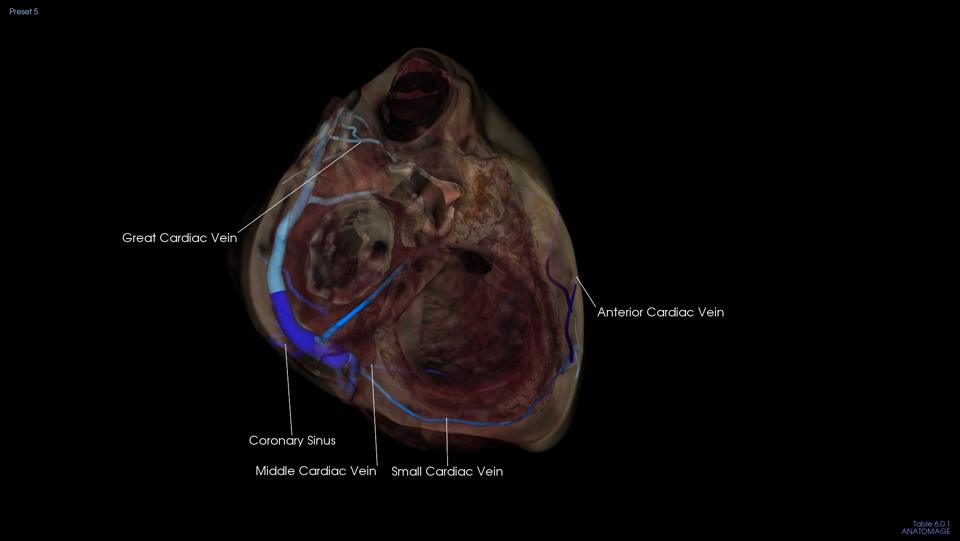 Preset 5
Great Cardiac Vein
Anterior Cardiac Vein
Coronary Sinus
Middle Cardiac Vein
Small Cardiac Vein
Table 6.0.1
ANATOMAGE